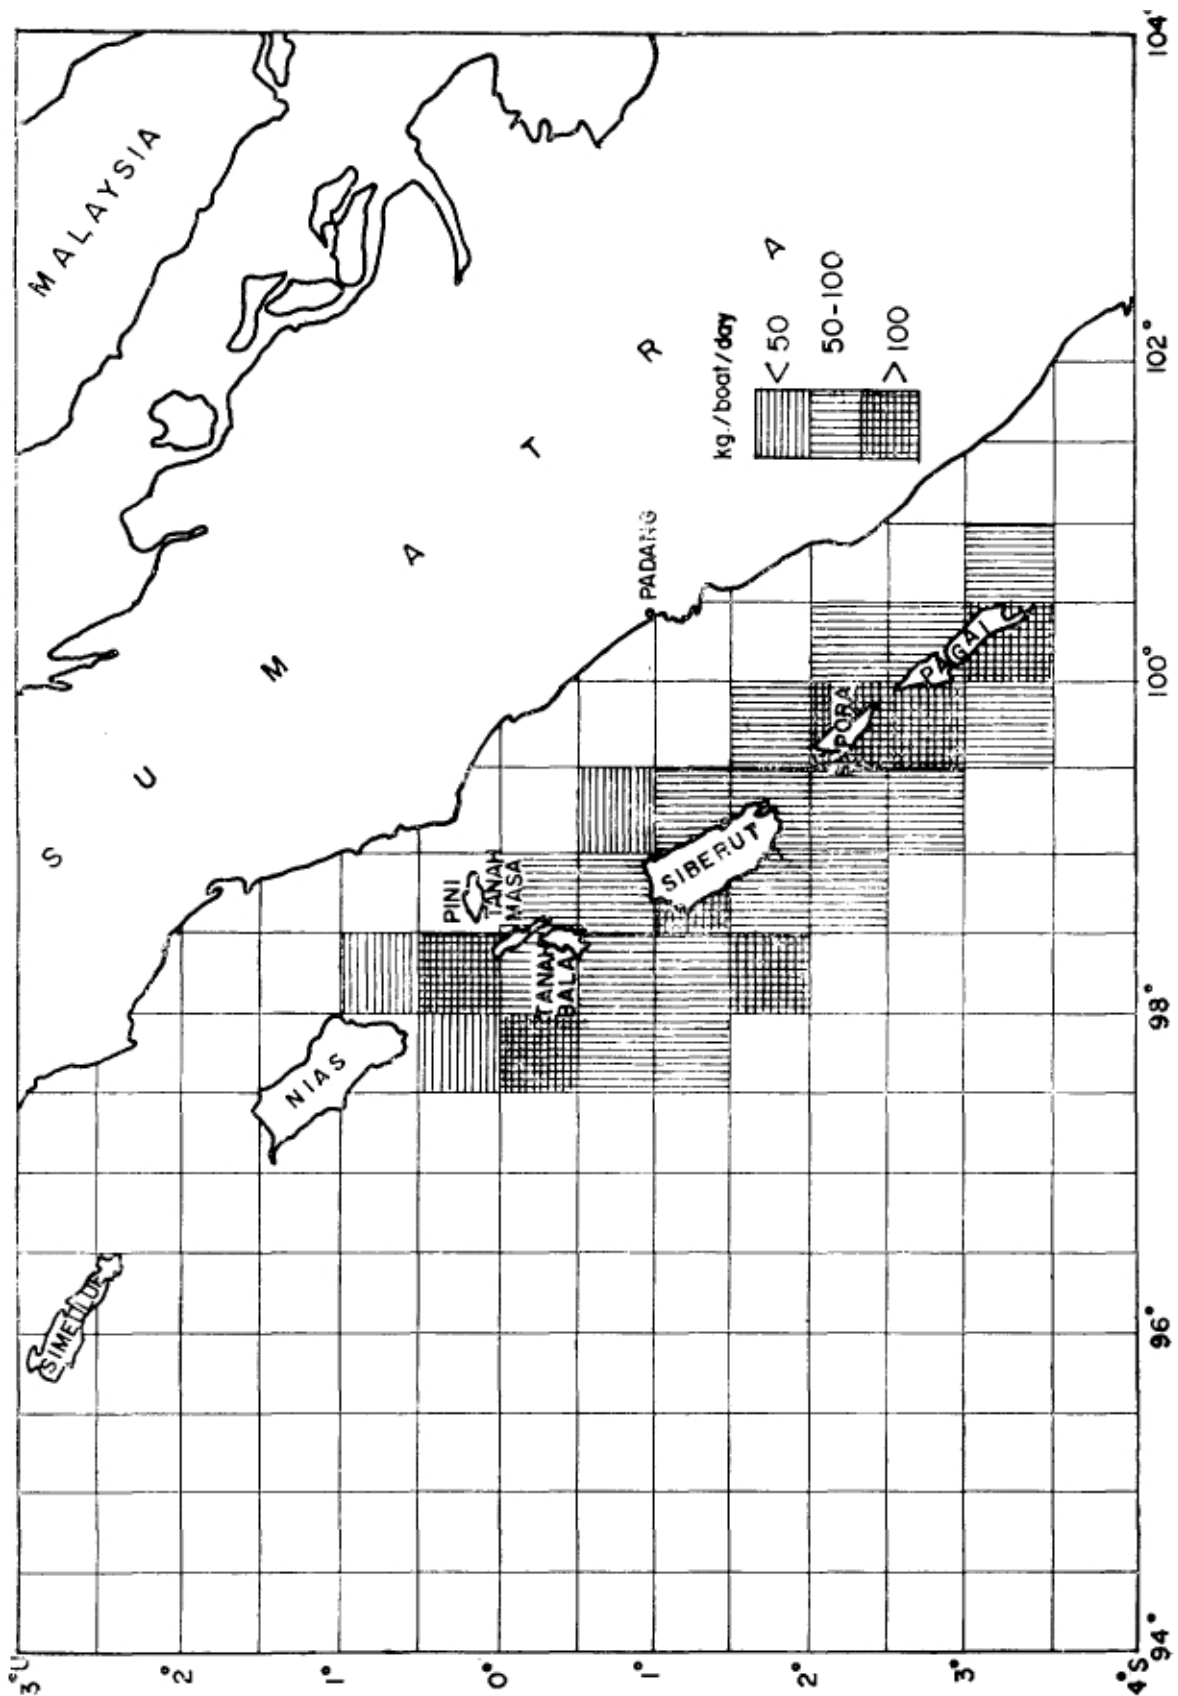 MALAYSIA
S U M A T R A
PADANG
kg./boat/day
< 50
50-100
> 100
SIMEULUE
NIAS
PINI
TANAH
MASA
TANAH
BALA
SIBERUT
SIPORA
PAGAI
3°U
2°
1°
0°
1°
2°
3°
4°S
94°
96°
98°
100°
102°
104°